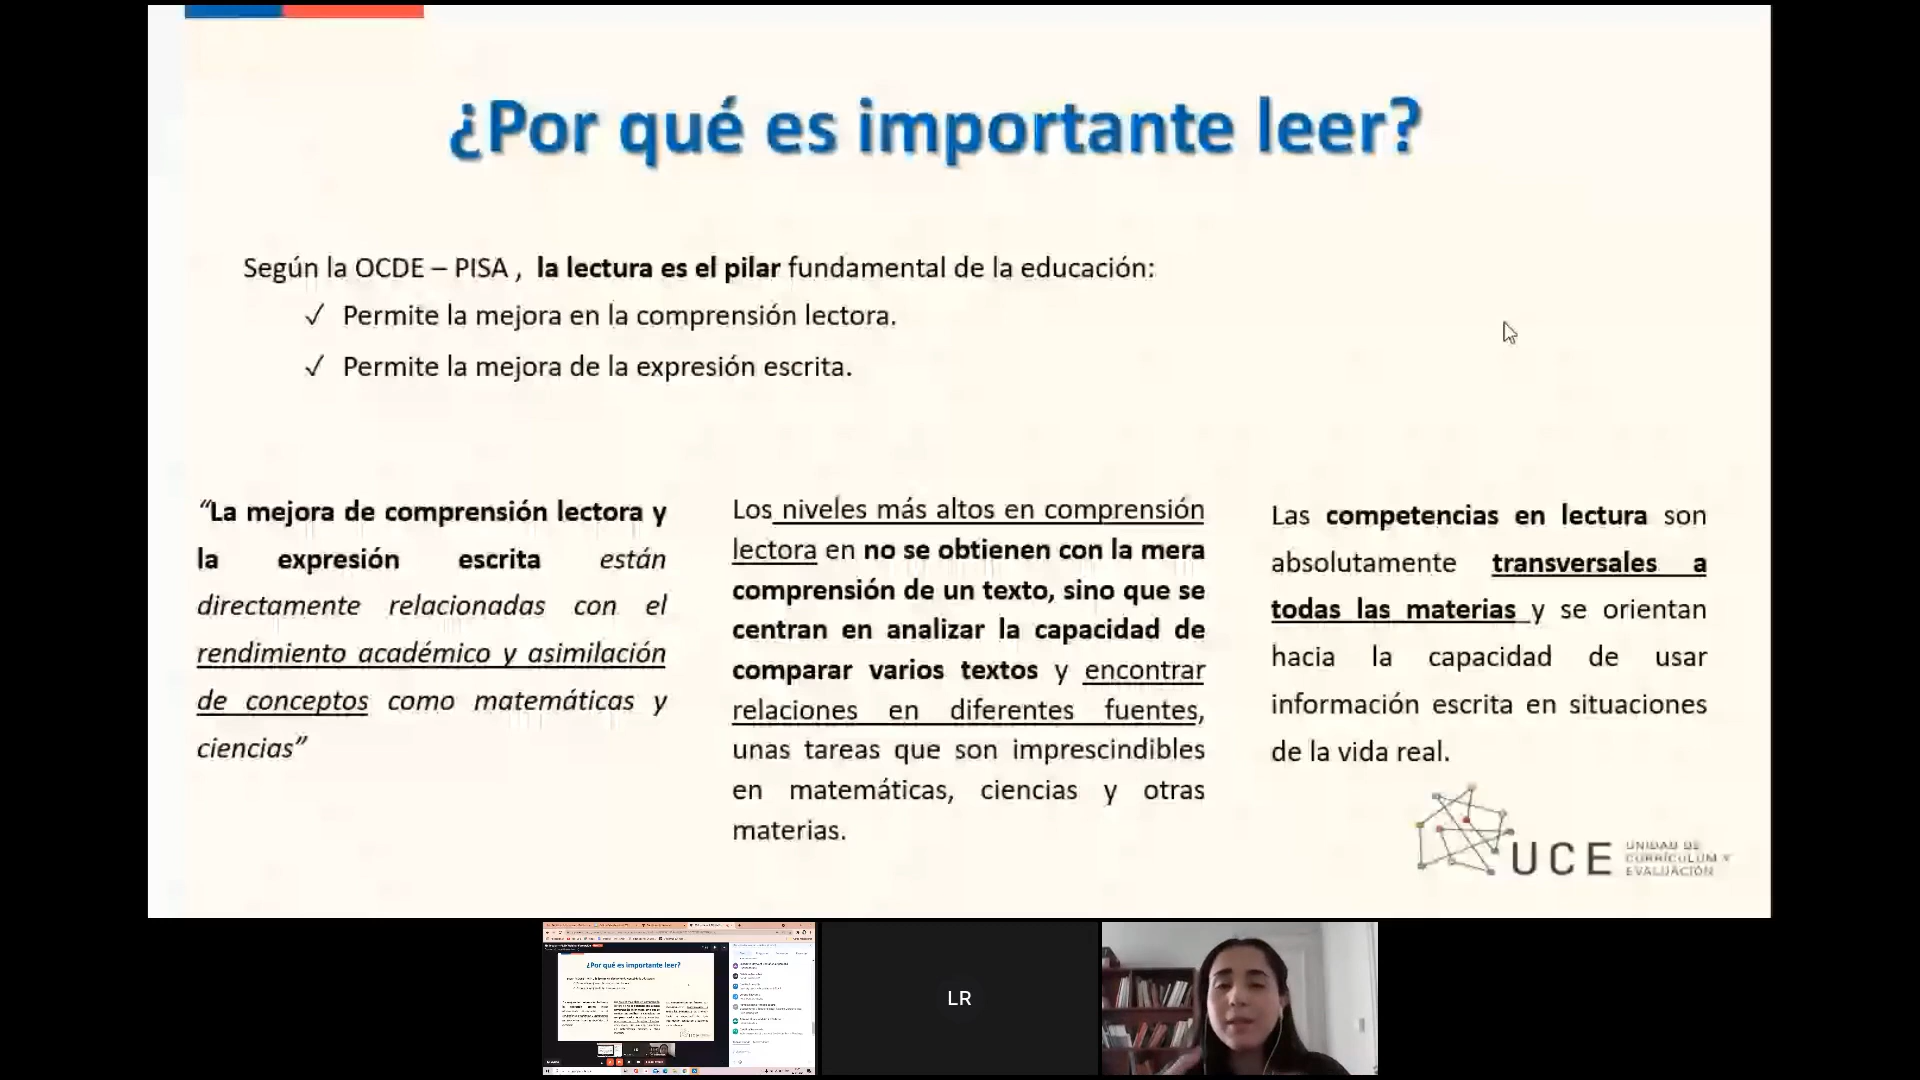 ¿Por qué es importante leer?
Según la OCDE – PISA , la lectura es el pilar fundamental de la educación:
✓ Permite la mejora en la comprensión lectora.
✓ Permite la mejora de la expresión escrita.
“La mejora de comprensión lectora y
la expresión escrita están
directamente relacionadas con el
rendimiento académico y asimilación
de conceptos como matemáticas y
ciencias”
Los niveles más altos en comprensión
lectora en no se obtienen con la mera
comprensión de un texto, sino que se
centran en analizar la capacidad de
comparar varios textos y encontrar
relaciones en diferentes fuentes,
unas tareas que son imprescindibles
en matemáticas, ciencias y otras
materias.
Las competencias en lectura son
absolutamente transversales a
todas las materias y se orientan
hacia la capacidad de usar
información escrita en situaciones
de la vida real.
UCE
UNIDAD DE
CURRÍCULUM Y
EVALUACIÓN
¿Por qué es importante leer?
LR